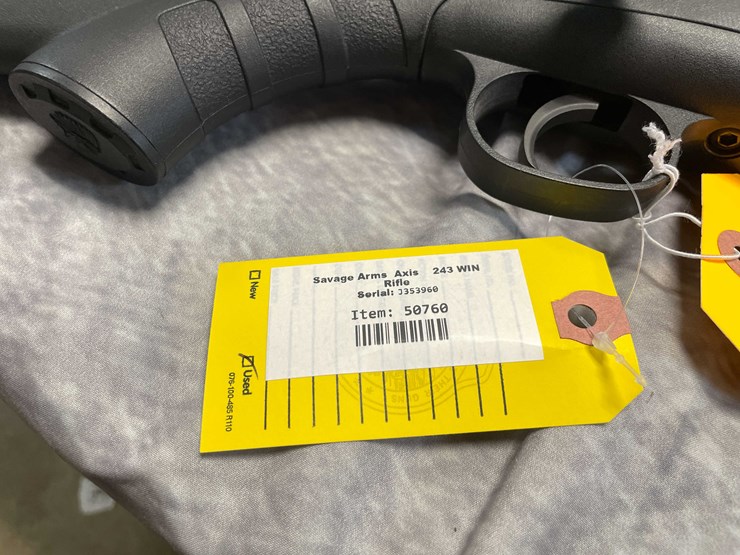 Savage Arms Axis 243 WIN
Rifle
Serial: J353960
Item: 50760
New
Used
076-100-485 R110